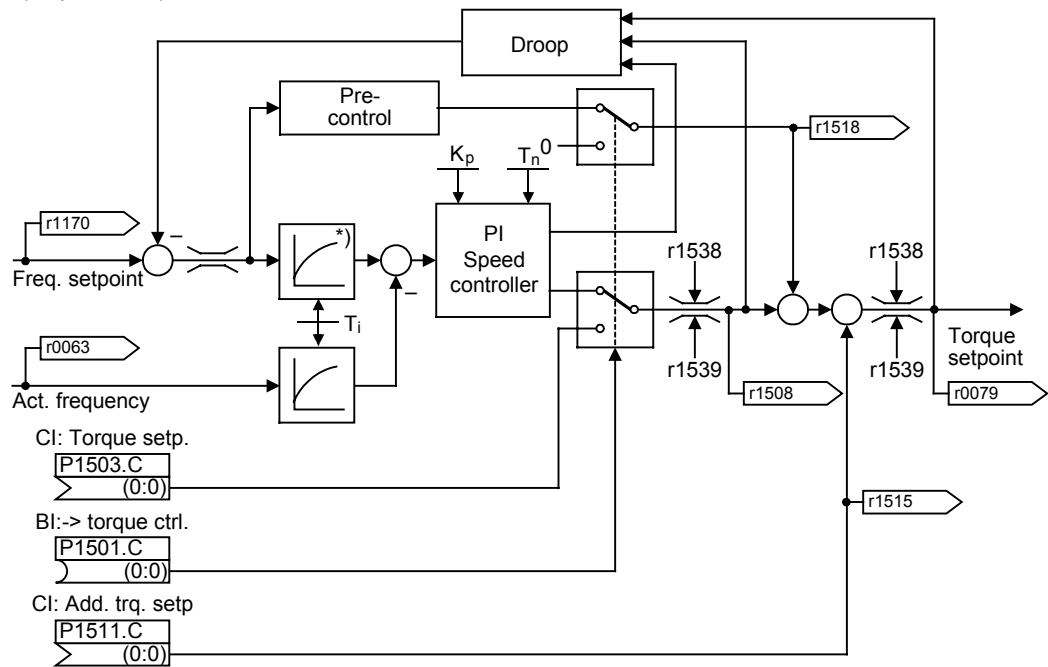 Droop
Pre-
control
r1518
Kp
Tn
0
r1170
*)
PI
Speed
controller
r1538
r1538
Freq. setpoint
Ti
r0063
r1539
r1539
Torque
setpoint
Act. frequency
r1508
r0079
CI: Torque setp.
P1503.C
(0:0)
r1515
BI:-> torque ctrl.
P1501.C
(0:0)
CI: Add. trq. setp
P1511.C
(0:0)